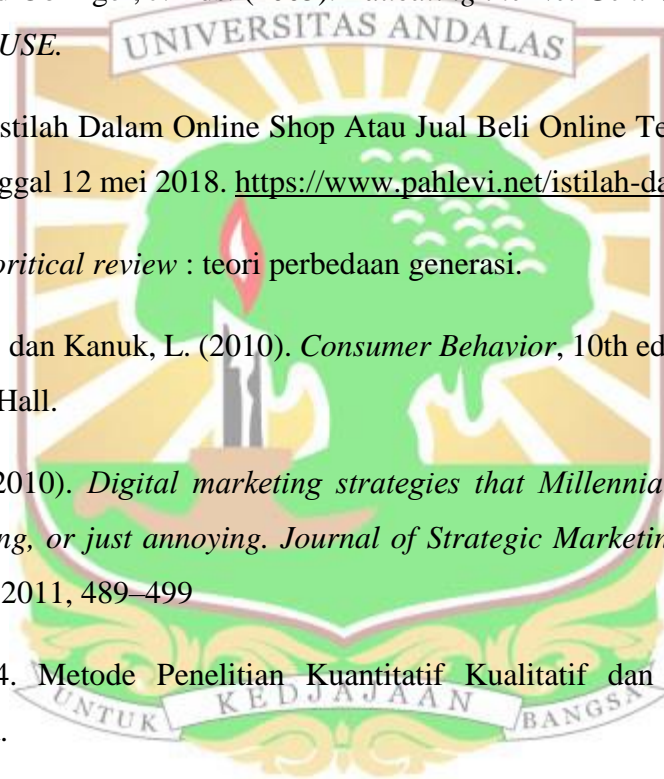 UNIVERSITAS ANDALAS
USE.
stilah Dalam Online Shop Atau Jual Beli Online Te
ggal 12 mei 2018. https://www.pahlevi.net/istilah-da
oritical review : teori perbedaan generasi.
dan Kanuk, L. (2010). Consumer Behavior, 10th ed
Hall.
2010). Digital marketing strategies that Millennia
ng, or just annoying. Journal of Strategic Marketin
2011, 489–499
4. Metode Penelitian Kuantitatif Kualitatif dan
UNTUK KEDJAJAAN BANGSA